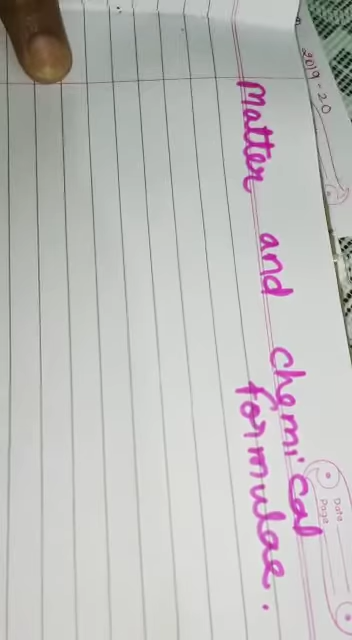 2019-20
Matter and chemical
formulae.
Date
Page